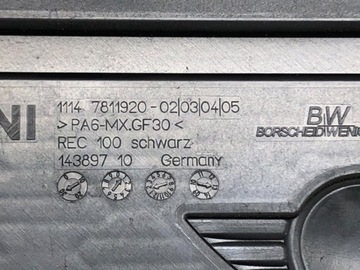 1114 7811920-02|03|04|05
>PA6-MX.GF30<
REC 100 schwarz
143897 10 Germany
BW
BORSCHEIDWENIG
NI